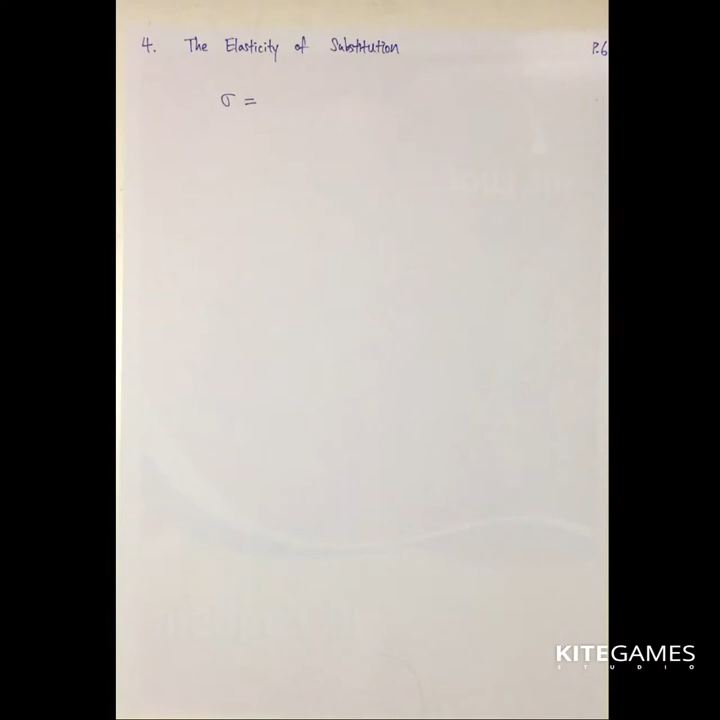 4. The Elasticity of Substitution P.6
σ =
KITEGAMES
STUDIO